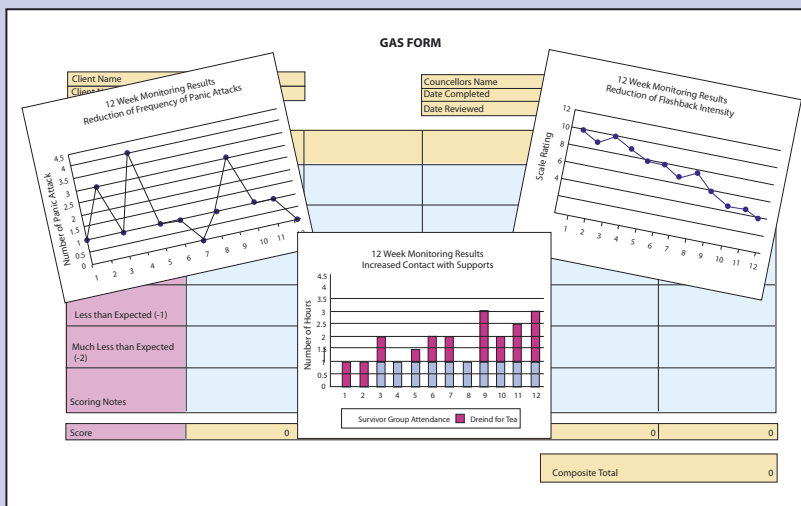 GAS FORM
Client Name
Councellors Name
Date Completed
Date Reviewed
12 Week Monitoring Results
Reduction of Frequency of Panic Attacks
Number of Panic Attack
4.5
4
3.5
3
2.5
2
1.5
1
0.5
0
1 2 3 4 5 6 7 8 9 10 11
12 Week Monitoring Results
Reduction of Flashback Intensity
Scale Rating
12
10
8
6
4
1 2 3 4 5 6 7 8 9 10 11 12
12 Week Monitoring Results
Increased Contact with Supports
Number of Hours
4.5
4
3.5
3
2.5
2
1.5
1
0.5
0
1 2 3 4 5 6 7 8 9 10 11 12
Survivor Group Attendance Dreind for Tea
Less than Expected (-1)
Much Less than Expected
(-2)
Scoring Notes
Score 0 0 0
Composite Total 0